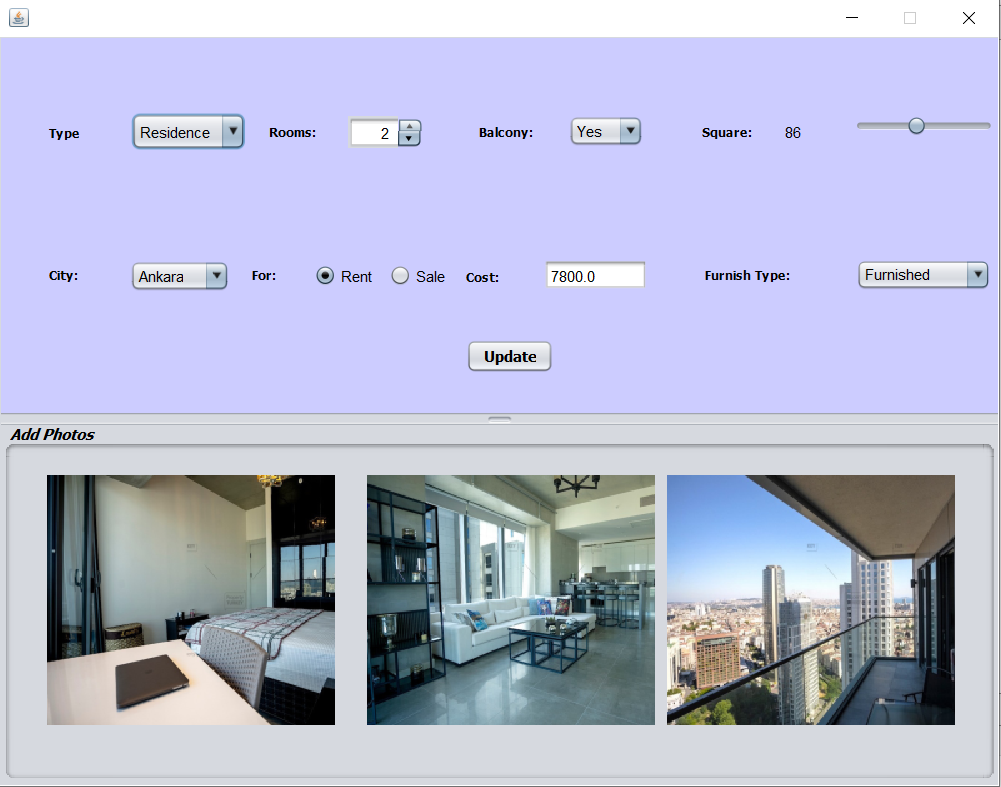 Type Residence Rooms: 2 Balcony: Yes Square: 86
City: Ankara For: Rent Sale Cost: 7800.0 Furnish Type: Furnished
Update
Add Photos